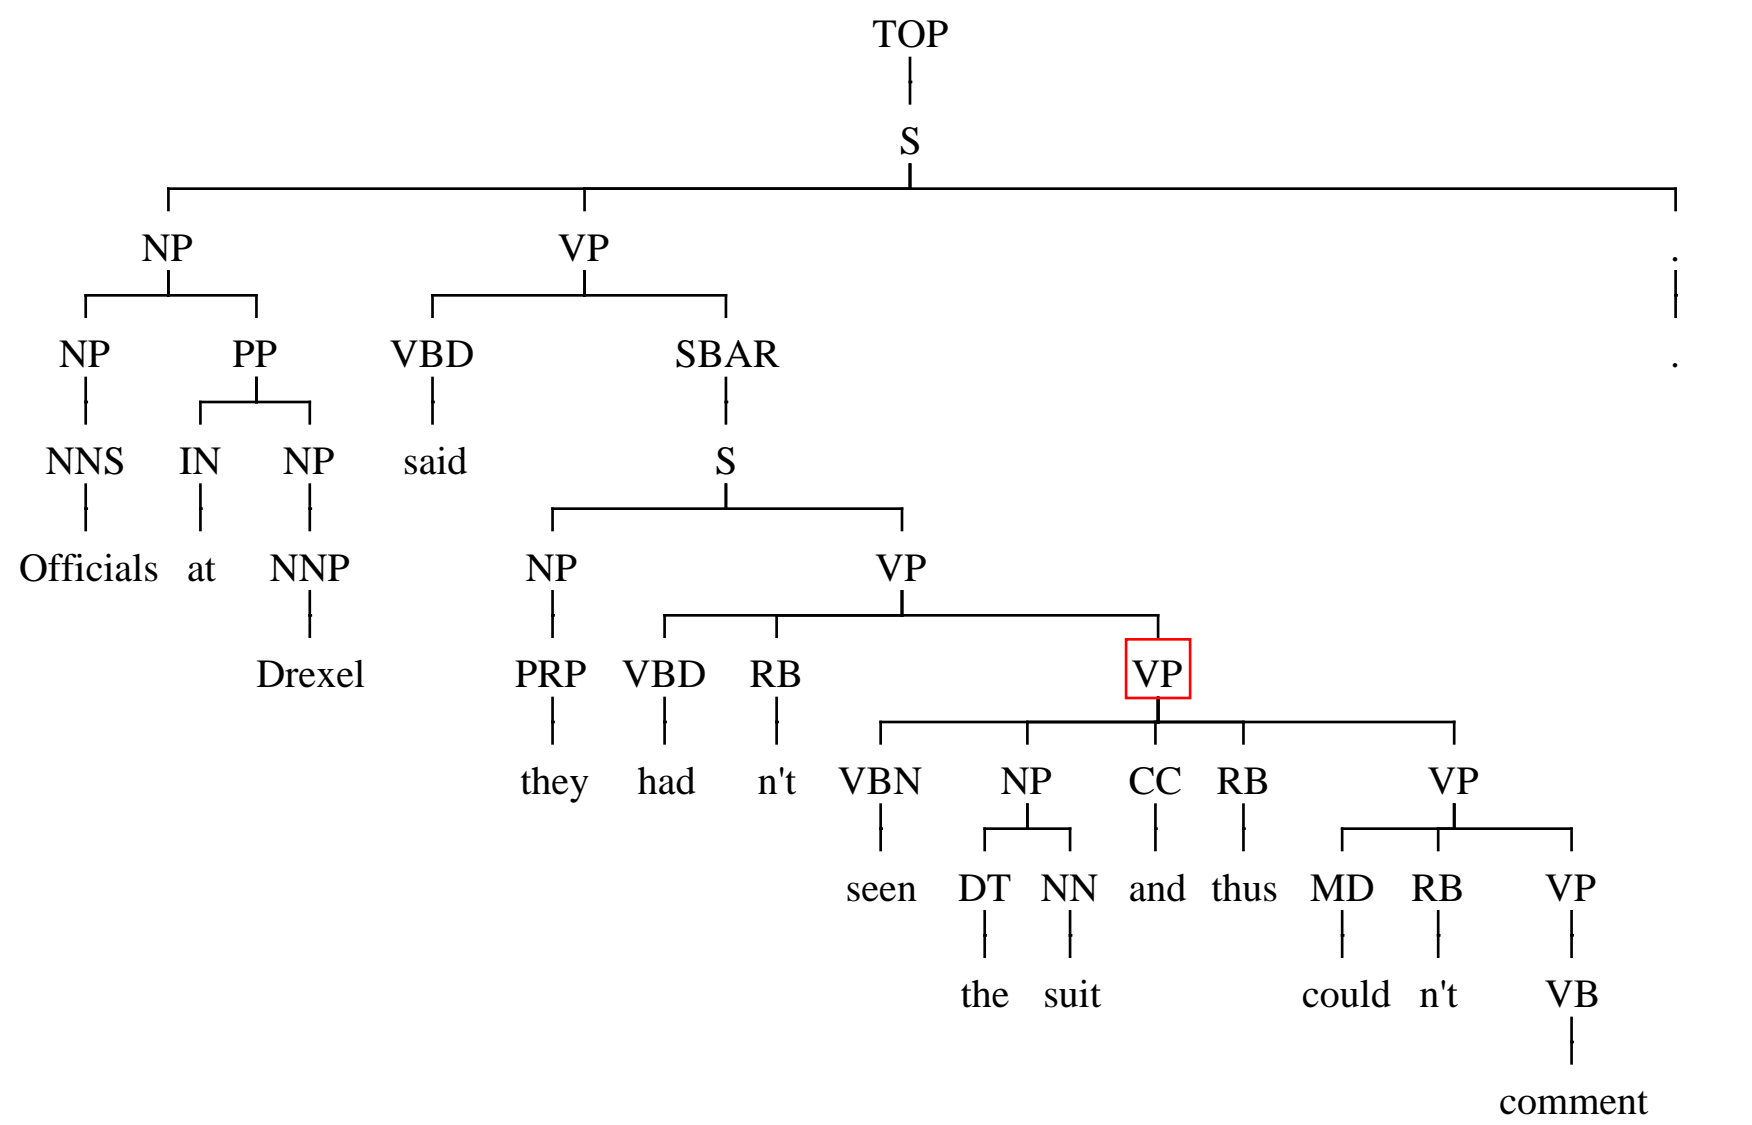 TOP
S
NP VP .
NP PP VBD SBAR .
NNS IN NP said S
Officials at NNP NP VP
Drexel PRP VBD RB VP
they had n't VBN NP CC RB VP
seen DT NN and thus MD RB VP
the suit could n't VB
comment